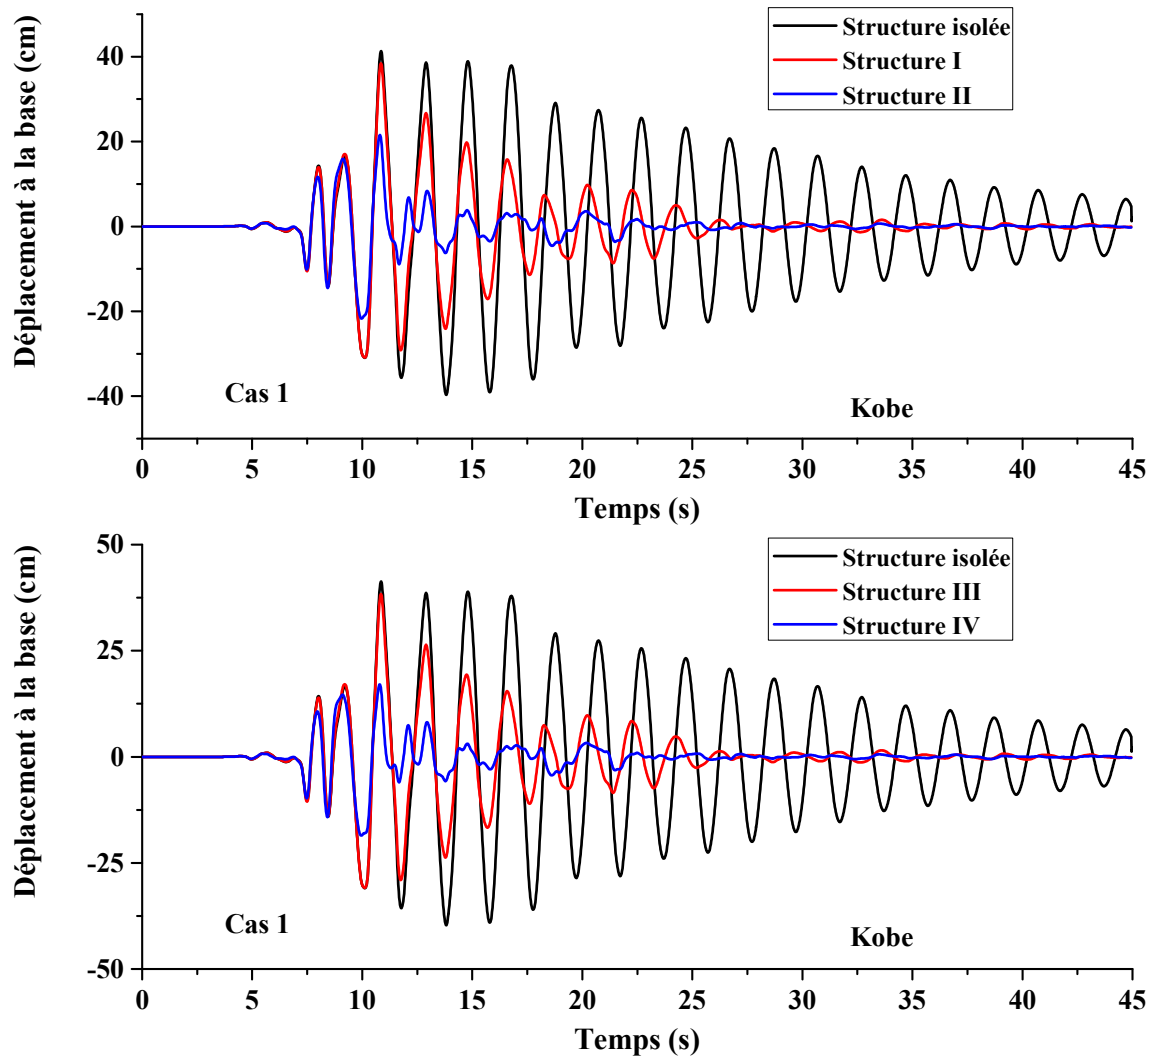 Déplacement à la base (cm)
40
20
0
-20
-40
Structure isolée
Structure I
Structure II
Cas 1
Kobe
0 5 10 15 20 25 30 35 40 45
Temps (s)
Déplacement à la base (cm)
50
25
0
-25
-50
Structure isolée
Structure III
Structure IV
Cas 1
Kobe
0 5 10 15 20 25 30 35 40 45
Temps (s)